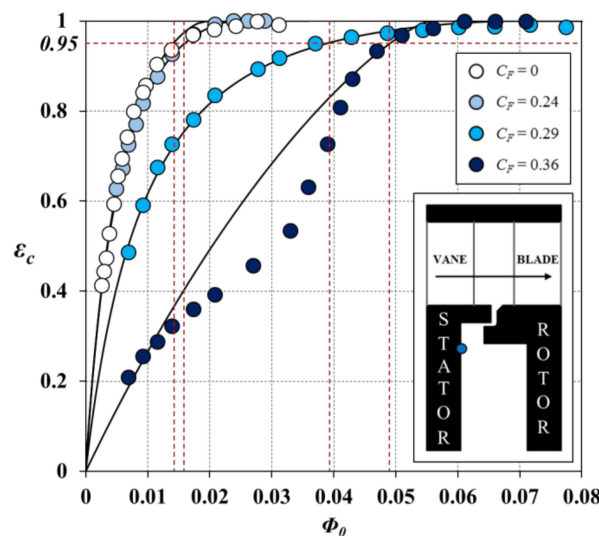 1
0.95
0.8
0.6
0.4
0.2
0
ε_c
0 0.01 0.02 0.03 0.04 0.05 0.06 0.07 0.08
Φ_0
C_F = 0
C_F = 0.24
C_F = 0.29
C_F = 0.36
VANE BLADE
STATOR
ROTOR